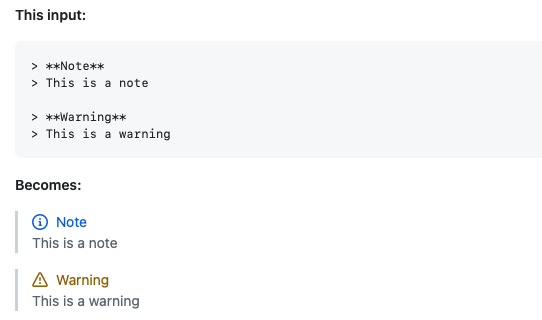 This input:
> **Note**
> This is a note
> **Warning**
> This is a warning
Becomes:
Note
This is a note
Warning
This is a warning